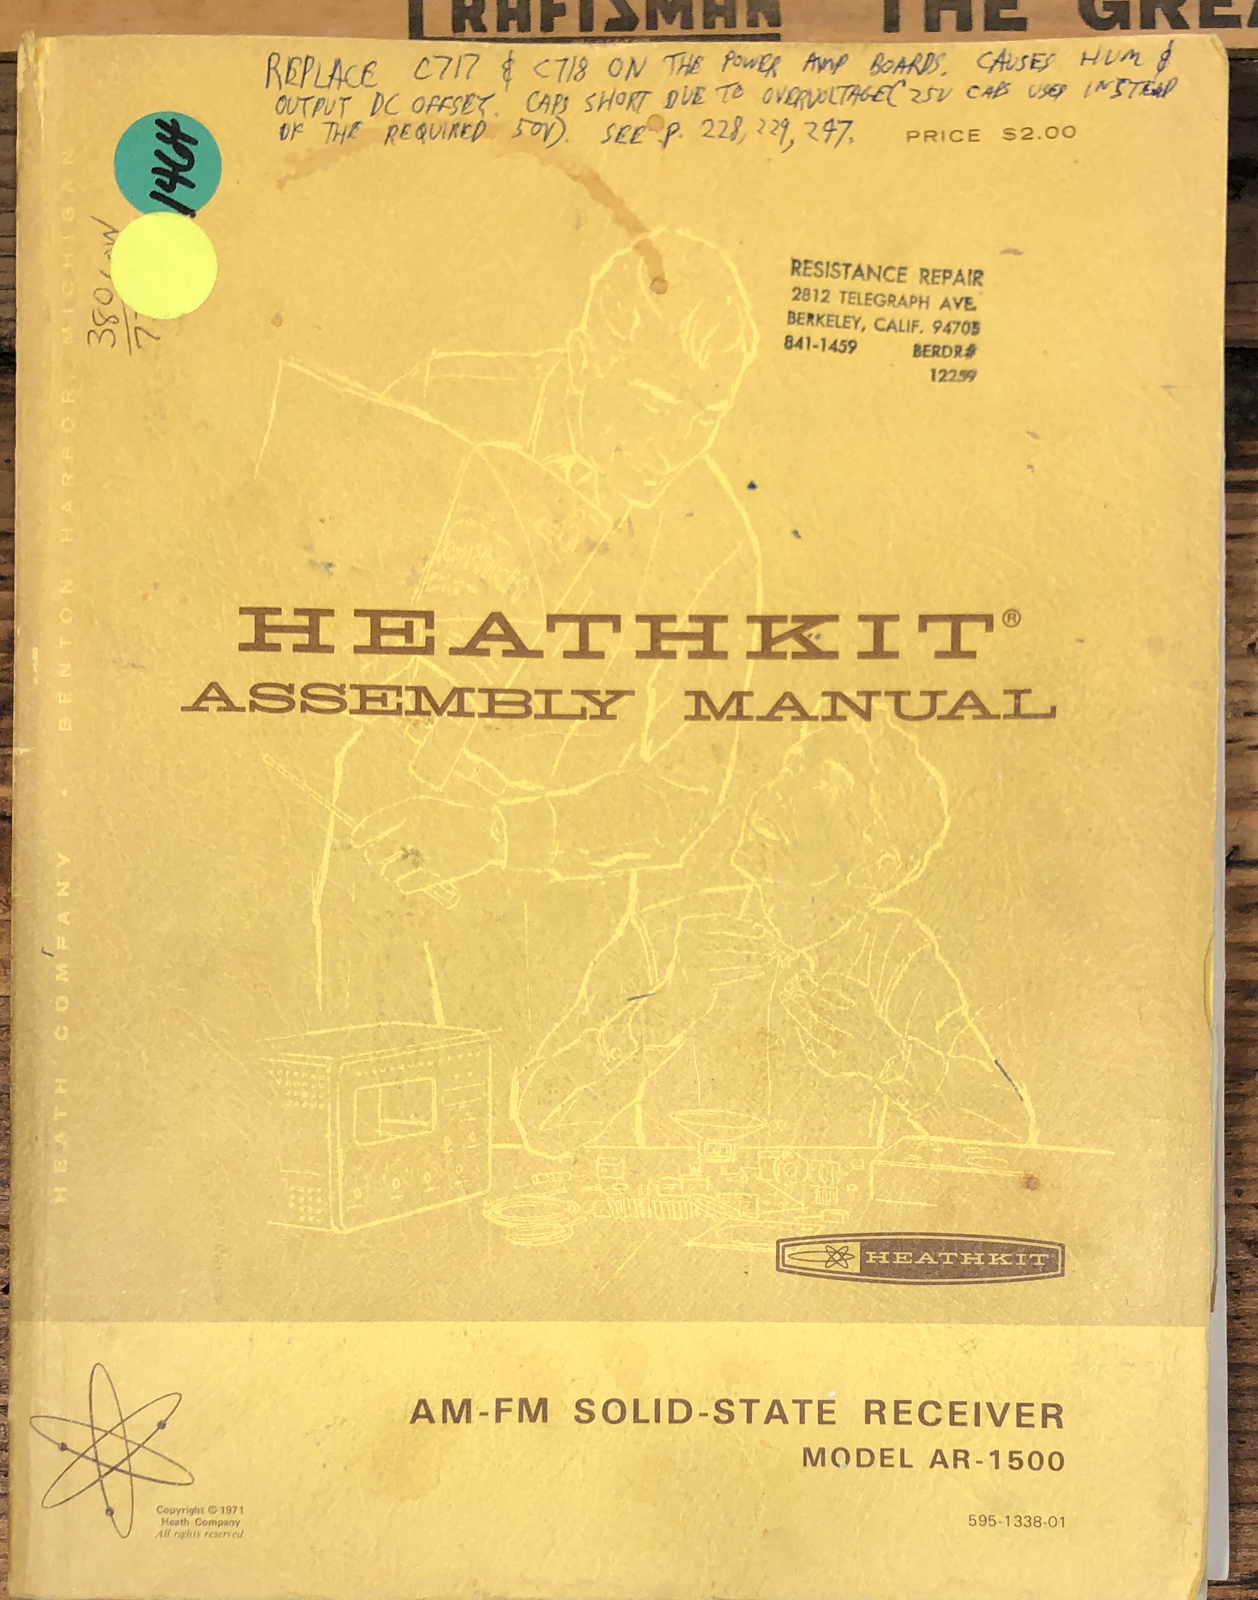 CRAFTSMAN THE
REPLACE C717 & C718 ON THE POWER AMP BOARDS. CAUSES HUM &
OUTPUT DC OFFSET. CAPS SHORT DUE TO OVERVOLTAGE (25V CAPS USED INSTEAD
OF THE REQUIRED 50V). SEE P. 228, 229, 247.
PRICE $2.00
1464
RESISTANCE REPAIR
2812 TELEGRAPH AVE.
BERKELEY, CALIF. 94705
841-1459 BERDR#
12259
HEATHKIT®
ASSEMBLY MANUAL
HEATH COMPANY · BENTON HARBOR, MICHIGAN
HEATHKIT
AM-FM SOLID-STATE RECEIVER
MODEL AR-1500
Copyright © 1971
Heath Company
All rights reserved
595-1338-01